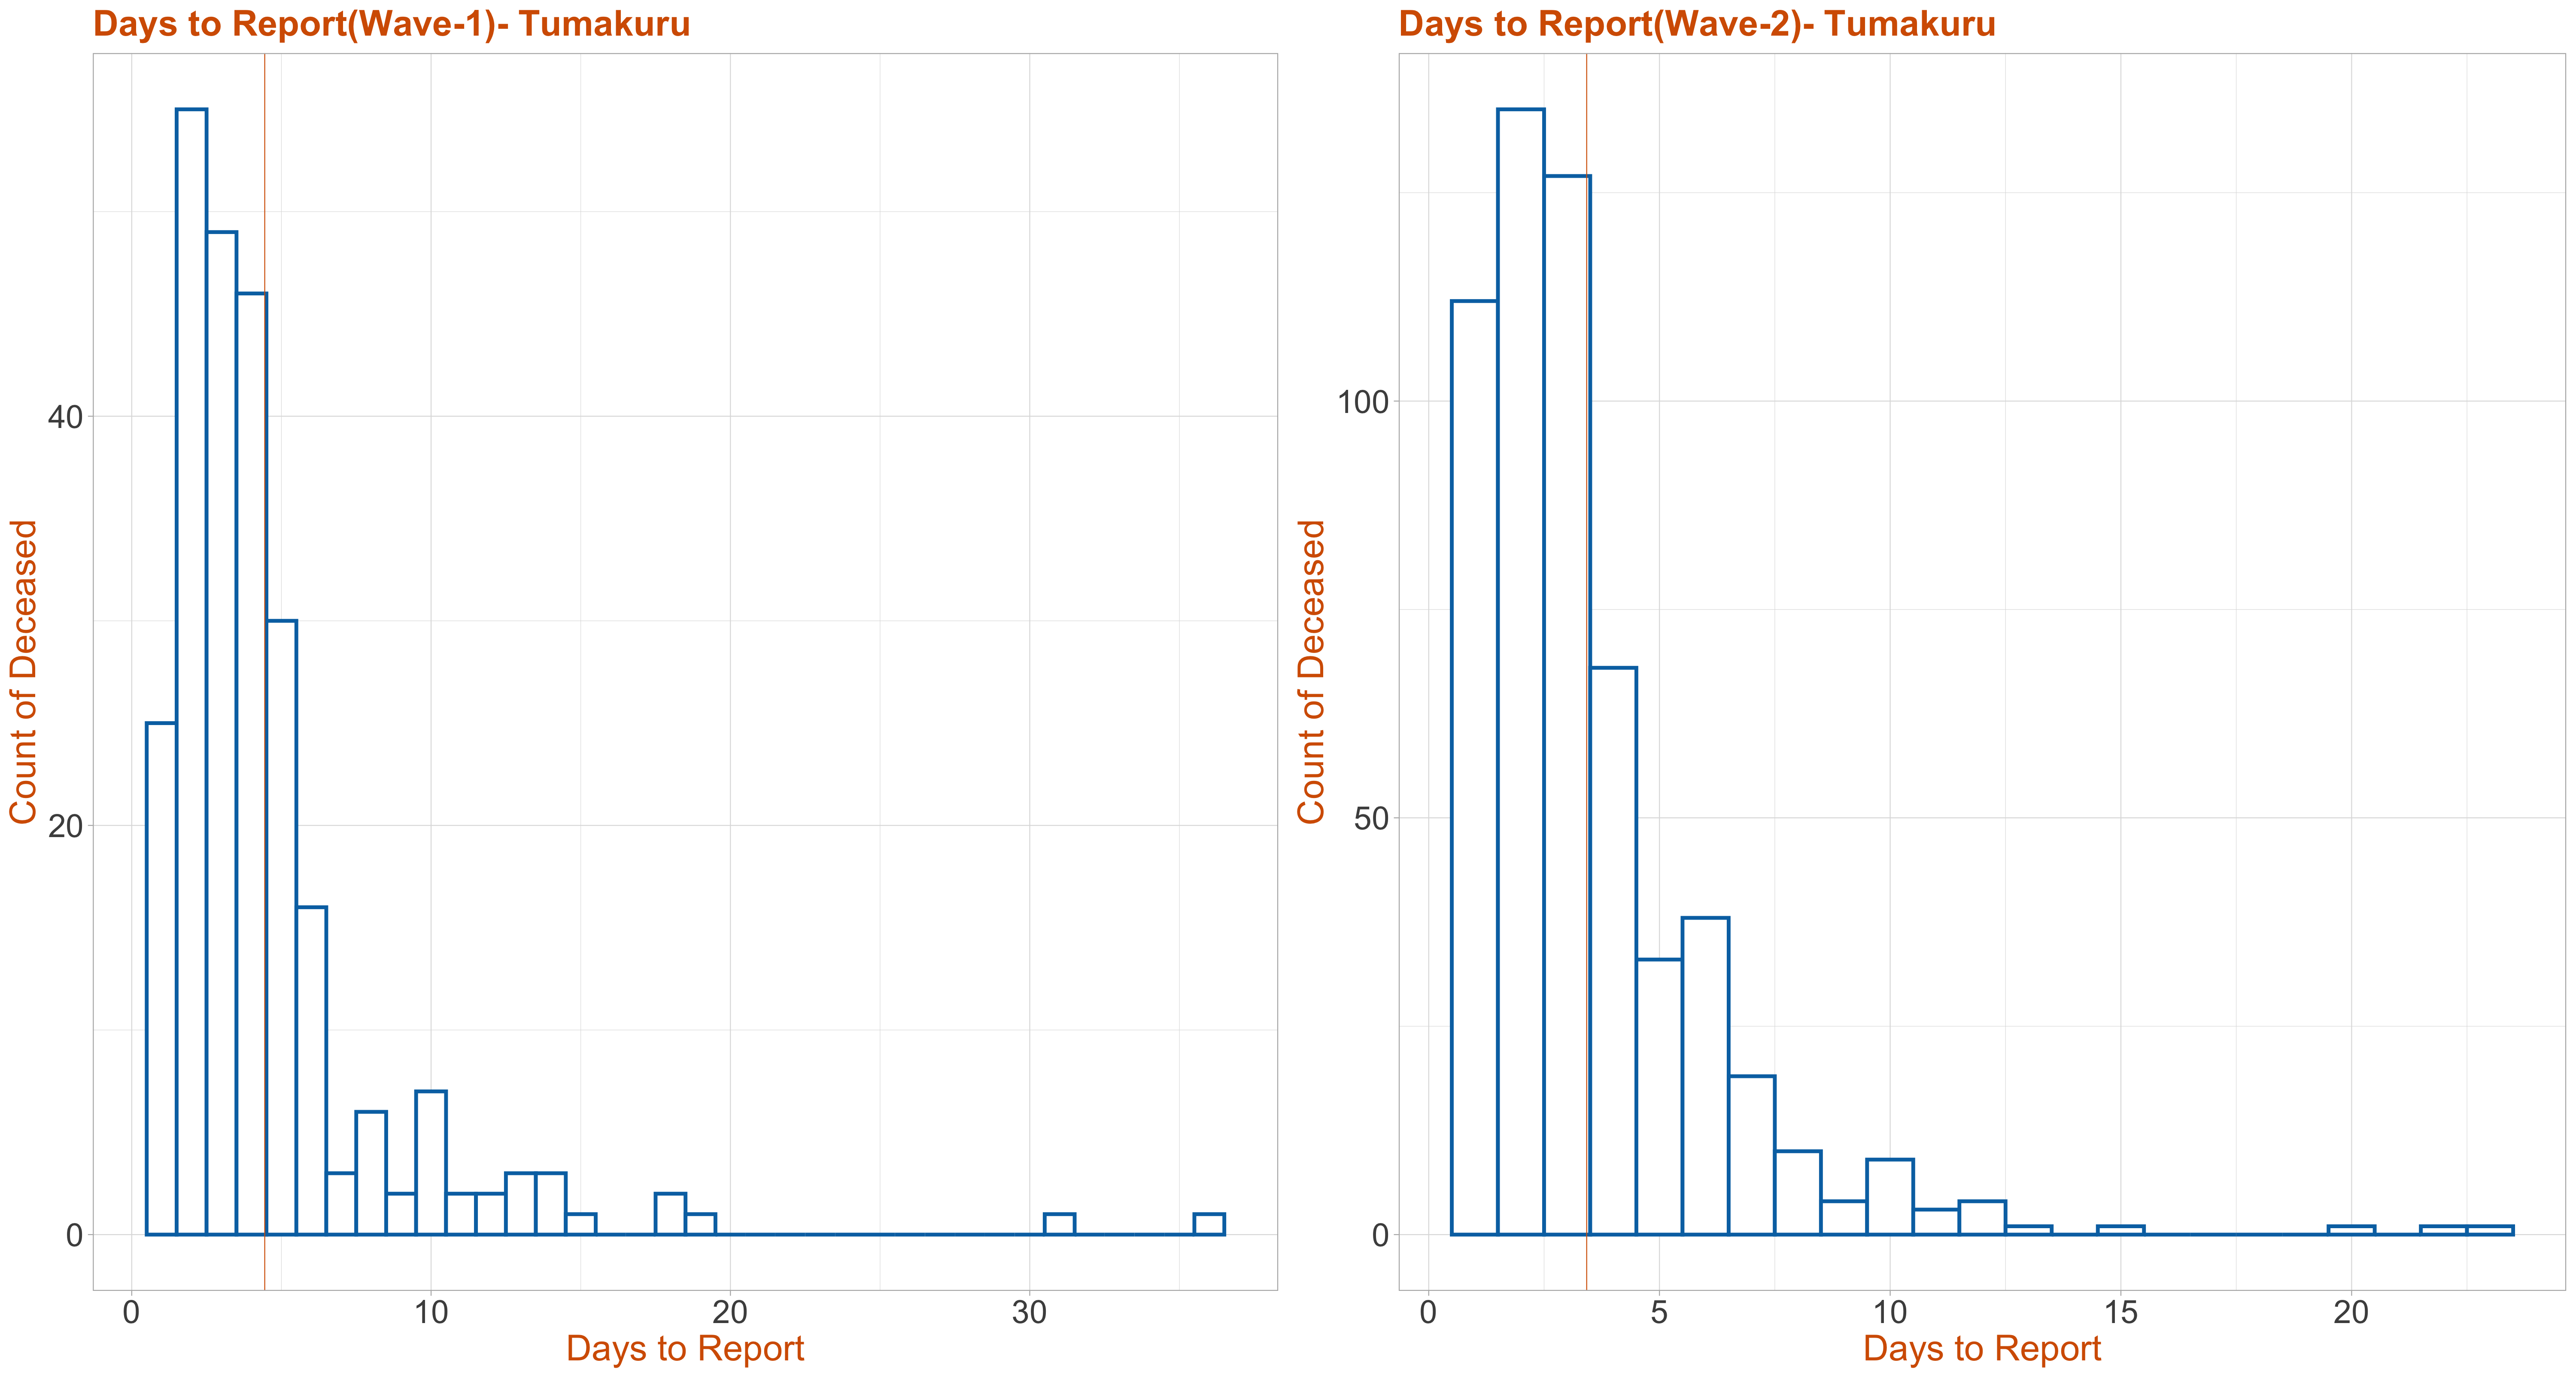 Days to Report(Wave-1)- Tumakuru
Count of Deceased
40
20
0
0 10 20 30
Days to Report
Days to Report(Wave-2)- Tumakuru
Count of Deceased
100
50
0
0 5 10 15 20
Days to Report